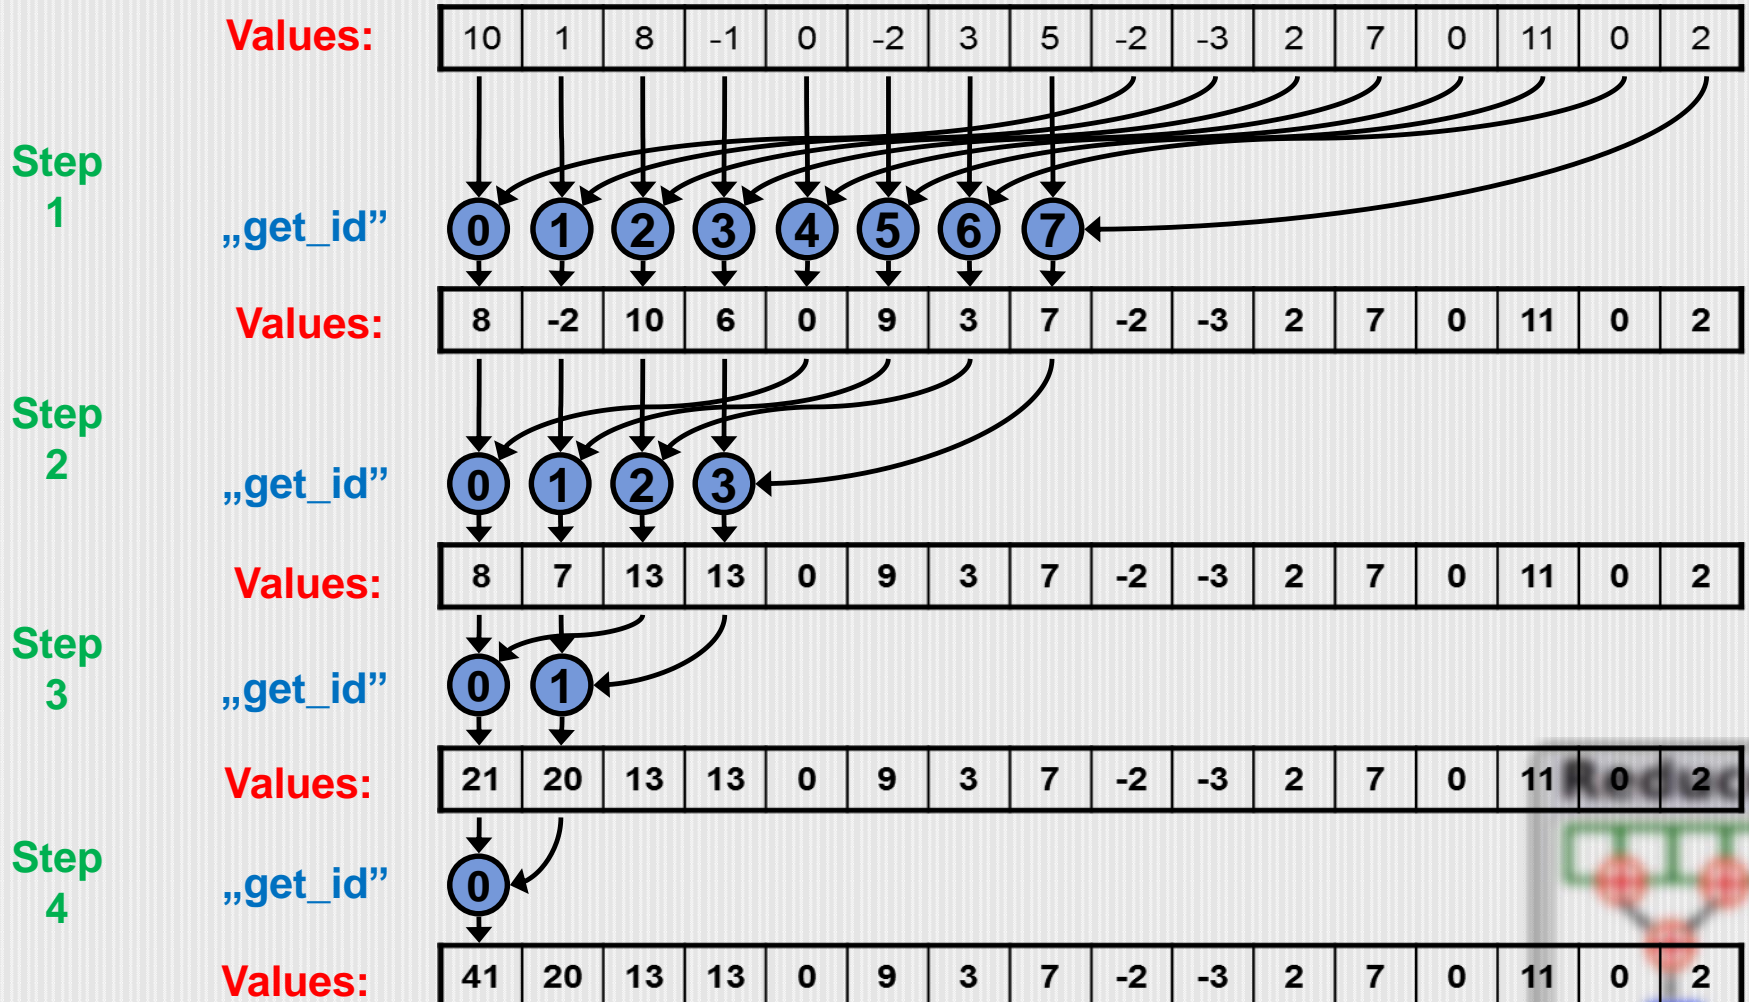 Values: 10 1 8 -1 0 -2 3 5 -2 -3 2 7 0 11 0 2
Step
1
„get_id” 0 1 2 3 4 5 6 7
Values: 8 -2 10 6 0 9 3 7 -2 -3 2 7 0 11 0 2
Step
2
„get_id” 0 1 2 3
Values: 8 7 13 13 0 9 3 7 -2 -3 2 7 0 11 0 2
Step
3
„get_id” 0 1
Values: 21 20 13 13 0 9 3 7 -2 -3 2 7 0 11 0 2
Step
4
„get_id” 0
Values: 41 20 13 13 0 9 3 7 -2 -3 2 7 0 11 0 2